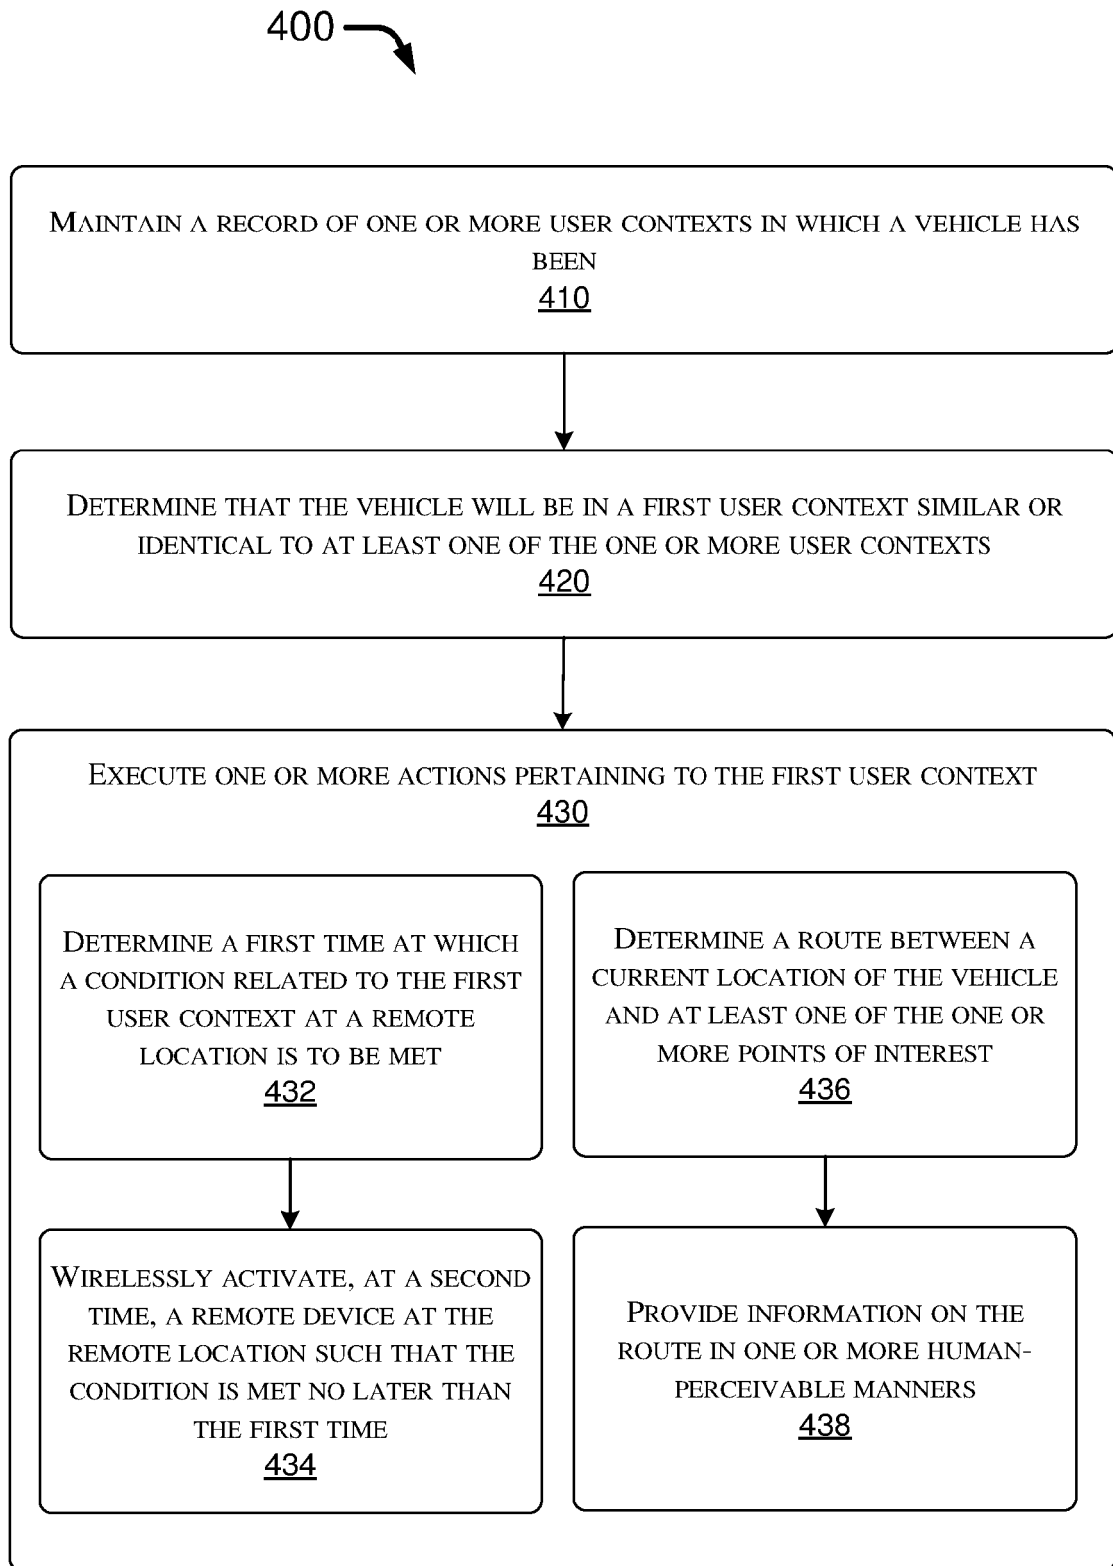 400
MAINTAIN A RECORD OF ONE OR MORE USER CONTEXTS IN WHICH A VEHICLE HAS
BEEN
410
DETERMINE THAT THE VEHICLE WILL BE IN A FIRST USER CONTEXT SIMILAR OR
IDENTICAL TO AT LEAST ONE OF THE ONE OR MORE USER CONTEXTS
420
EXECUTE ONE OR MORE ACTIONS PERTAINING TO THE FIRST USER CONTEXT
430
DETERMINE A FIRST TIME AT WHICH
A CONDITION RELATED TO THE FIRST
USER CONTEXT AT A REMOTE
LOCATION IS TO BE MET
432
WIRELESSLY ACTIVATE, AT A SECOND
TIME, A REMOTE DEVICE AT THE
REMOTE LOCATION SUCH THAT THE
CONDITION IS MET NO LATER THAN
THE FIRST TIME
434
DETERMINE A ROUTE BETWEEN A
CURRENT LOCATION OF THE VEHICLE
AND AT LEAST ONE OF THE ONE OR
MORE POINTS OF INTEREST
436
PROVIDE INFORMATION ON THE
ROUTE IN ONE OR MORE HUMAN-
PERCEIVABLE MANNERS
438